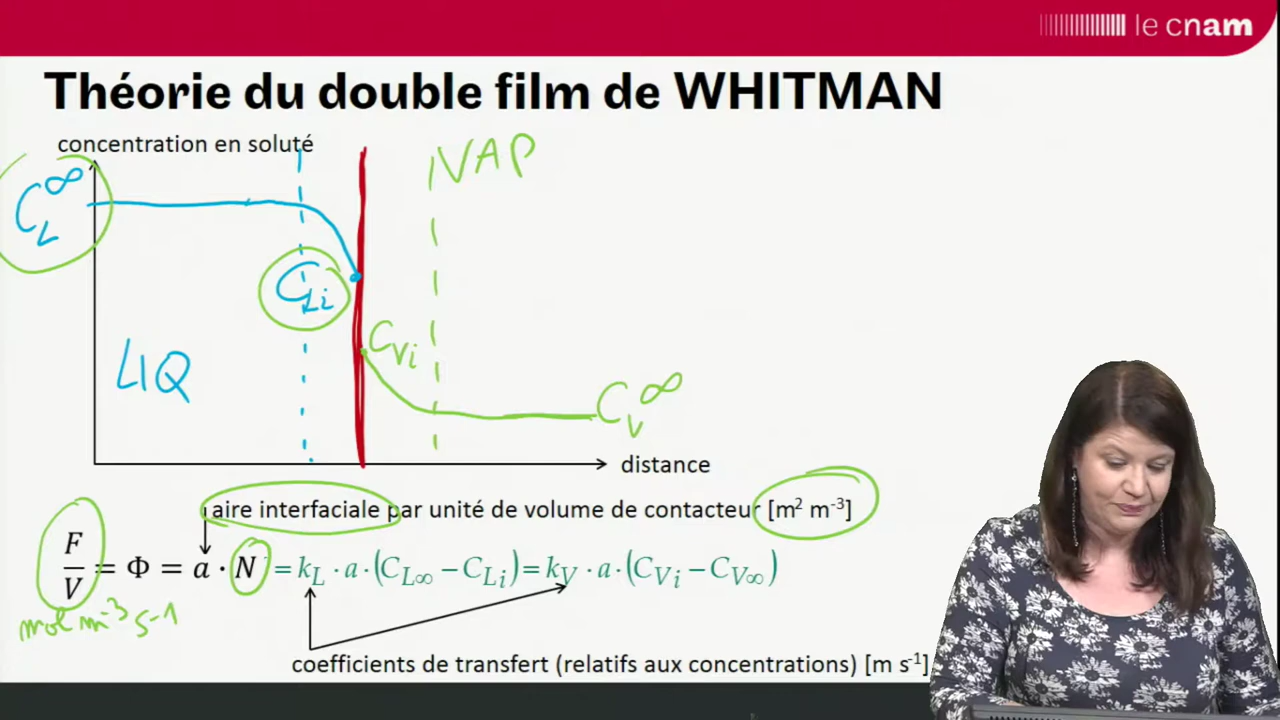 le cnam
Théorie du double film de WHITMAN
concentration en soluté
VAP
C_L^∞
C_Li
C_Vi
LIQ
C_V^∞
distance
aire interfaciale par unité de volume de contacteur [m² m⁻³]
F/V = Φ = a · N = k_L · a · (C_L∞ − C_Li) = k_V · a · (C_Vi − C_V∞)
mol m⁻³ s⁻¹
coefficients de transfert (relatifs aux concentrations) [m s⁻¹]